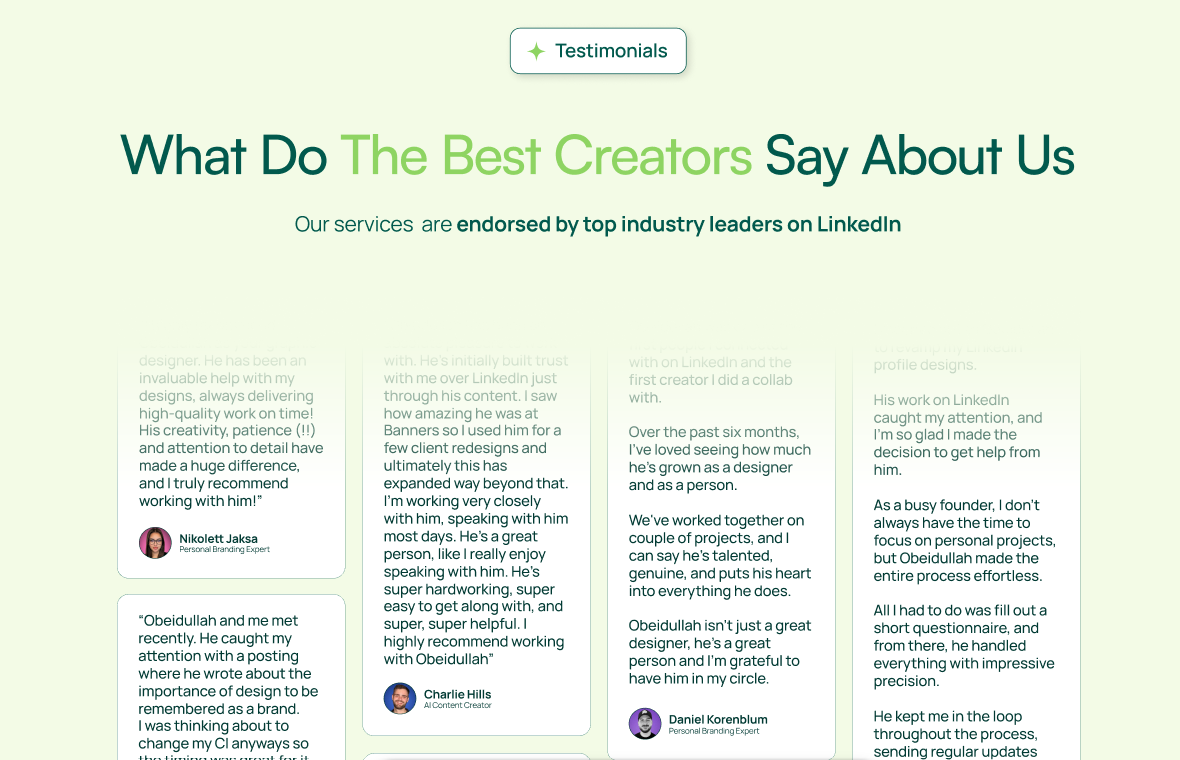 Testimonials
What Do The Best Creators Say About Us
Our services are endorsed by top industry leaders on LinkedIn
designer. He has been an
invaluable help with my
designs, always delivering
high-quality work on time!
His creativity, patience (!!)
and attention to detail have
made a huge difference,
and I truly recommend
working with him!”
Nikolett Jaksa
Personal Branding Expert
“Obeidullah and me met
recently. He caught my
attention with a posting
where he wrote about the
importance of design to be
remembered as a brand.
I was thinking about to
change my CI anyways so
the timing was great for it
with. He's initially built trust
with me over LinkedIn just
through his content. I saw
how amazing he was at
Banners so I used him for a
few client redesigns and
ultimately this has
expanded way beyond that.
I'm working very closely
with him, speaking with him
most days. He's a great
person, like I really enjoy
speaking with him. He's
super hardworking, super
easy to get along with, and
super, super helpful. I
highly recommend working
with Obeidullah”
Charlie Hills
AI Content Creator
with on LinkedIn and the
first creator I did a collab
with.
Over the past six months,
I've loved seeing how much
he's grown as a designer
and as a person.
We've worked together on
couple of projects, and I
can say he's talented,
genuine, and puts his heart
into everything he does.
Obeidullah isn't just a great
designer, he's a great
person and I'm grateful to
have him in my circle.
Daniel Korenblum
Personal Branding Expert
profile designs.
His work on LinkedIn
caught my attention, and
I'm so glad I made the
decision to get help from
him.
As a busy founder, I don't
always have the time to
focus on personal projects,
but Obeidullah made the
entire process effortless.
All I had to do was fill out a
short questionnaire, and
from there, he handled
everything with impressive
precision.
He kept me in the loop
throughout the process,
sending regular updates